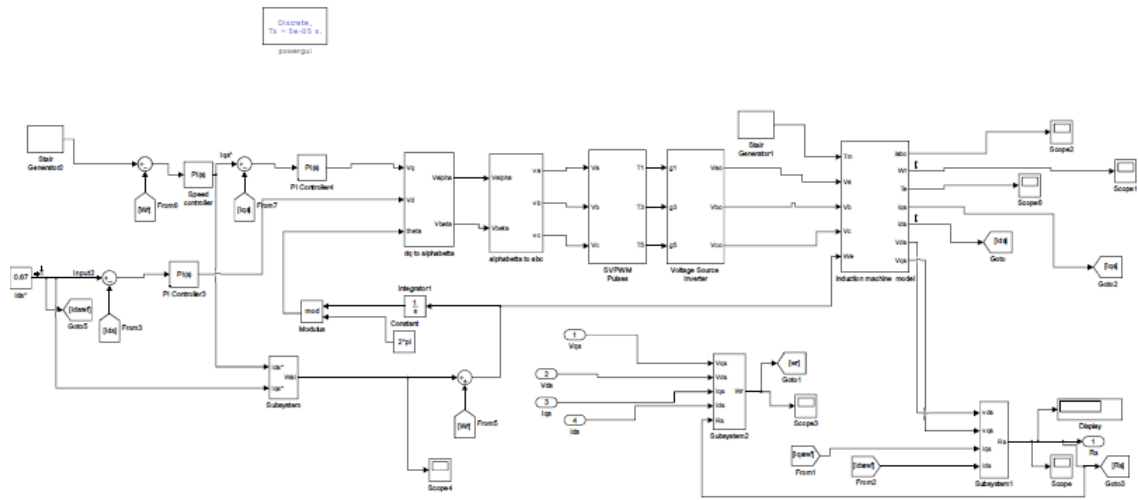 Discrete,
Ts = 5e-05 s.
powergui
Stair
Generator2
[Wr]
From6
PI(s)
Speed
controller
Iqs*
[Iqs]
From7
PI(s)
PI Controller4
Vq
Vd
theta
Valpha
Vbeta
dq to alphabetta
Valpha
Vbeta
va
vb
vc
alphabetta to abc
Va
Vb
Vc
T1
T3
T5
SVPWM
Pulses
g1
g3
g5
Vao
Vbo
Vco
Voltage Source
Inverter
Stair
Generator1
Tm
Va
Vb
Vc
We
Iabc
Wr
Te
Iqs
Ids
Vds
Vqs
Induction machine model
Scope2
Scope1
Scope6
[Ids]
Goto
[Iqs]
Goto2
0.67
Ids*
Input2
[Idsref]
Goto5
[Ids]
From3
PI(s)
PI Controller3
mod
Modulus
Integrator1
1
s
Constant
2*pi
Ids*
Iqs*
Wsl
Subsystem
[Wr]
From5
Scope4
1
Vqs
2
Vds
3
Iqs
4
Ids
Vqs
Vds
Iqs
Ids
Rs
Wr
Subsystem2
[wr]
Goto1
Scope3
[Iqsref]
From1
[Idsref]
From2
vds
vqs
Iqs
Ids
Rs
Subsystem1
Display
1
Rs
Scope
[Rs]
Goto3